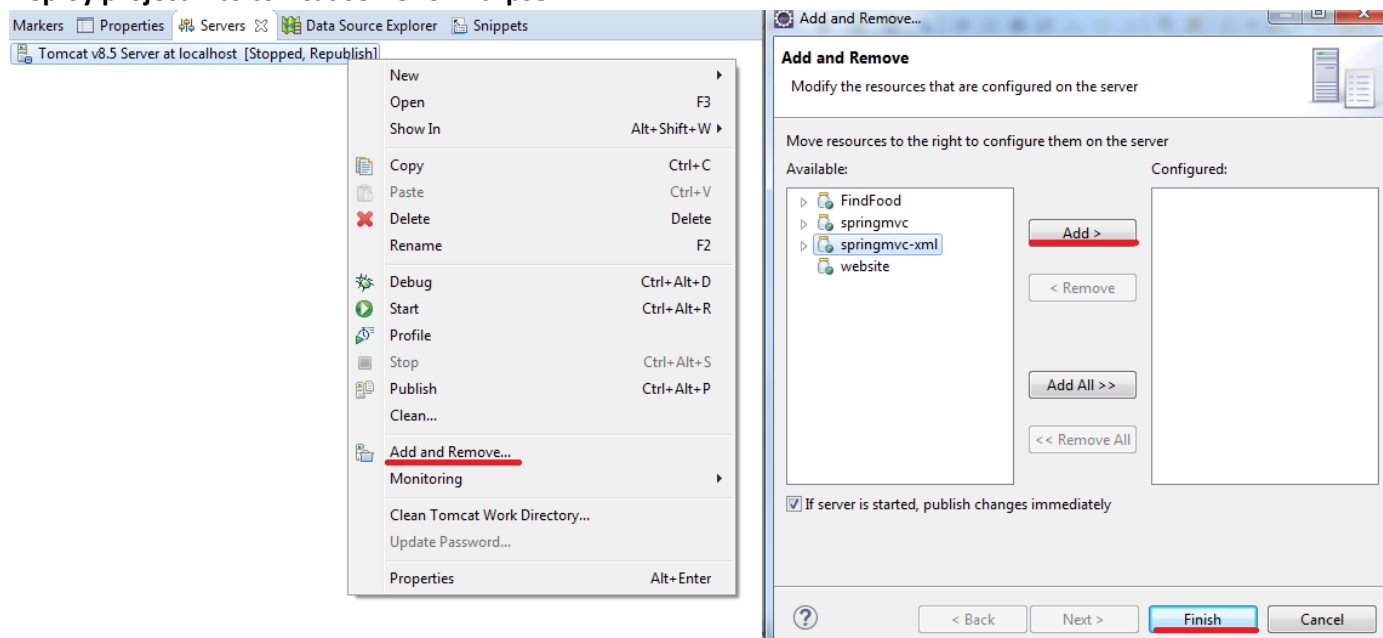 Markers Properties Servers Data Source Explorer Snippets
Tomcat v8.5 Server at localhost [Stopped, Republish]
New
Open F3
Show In Alt+Shift+W
Copy Ctrl+C
Paste Ctrl+V
Delete Delete
Rename F2
Debug Ctrl+Alt+D
Start Ctrl+Alt+R
Profile
Stop Ctrl+Alt+S
Publish Ctrl+Alt+P
Clean...
Add and Remove...
Monitoring
Clean Tomcat Work Directory...
Update Password...
Properties Alt+Enter
Add and Remove...
Add and Remove
Modify the resources that are configured on the server
Move resources to the right to configure them on the server
Available: Configured:
FindFood
springmvc
springmvc-xml
website
Add >
< Remove
Add All >>
<< Remove All
If server is started, publish changes immediately
? < Back Next > Finish Cancel